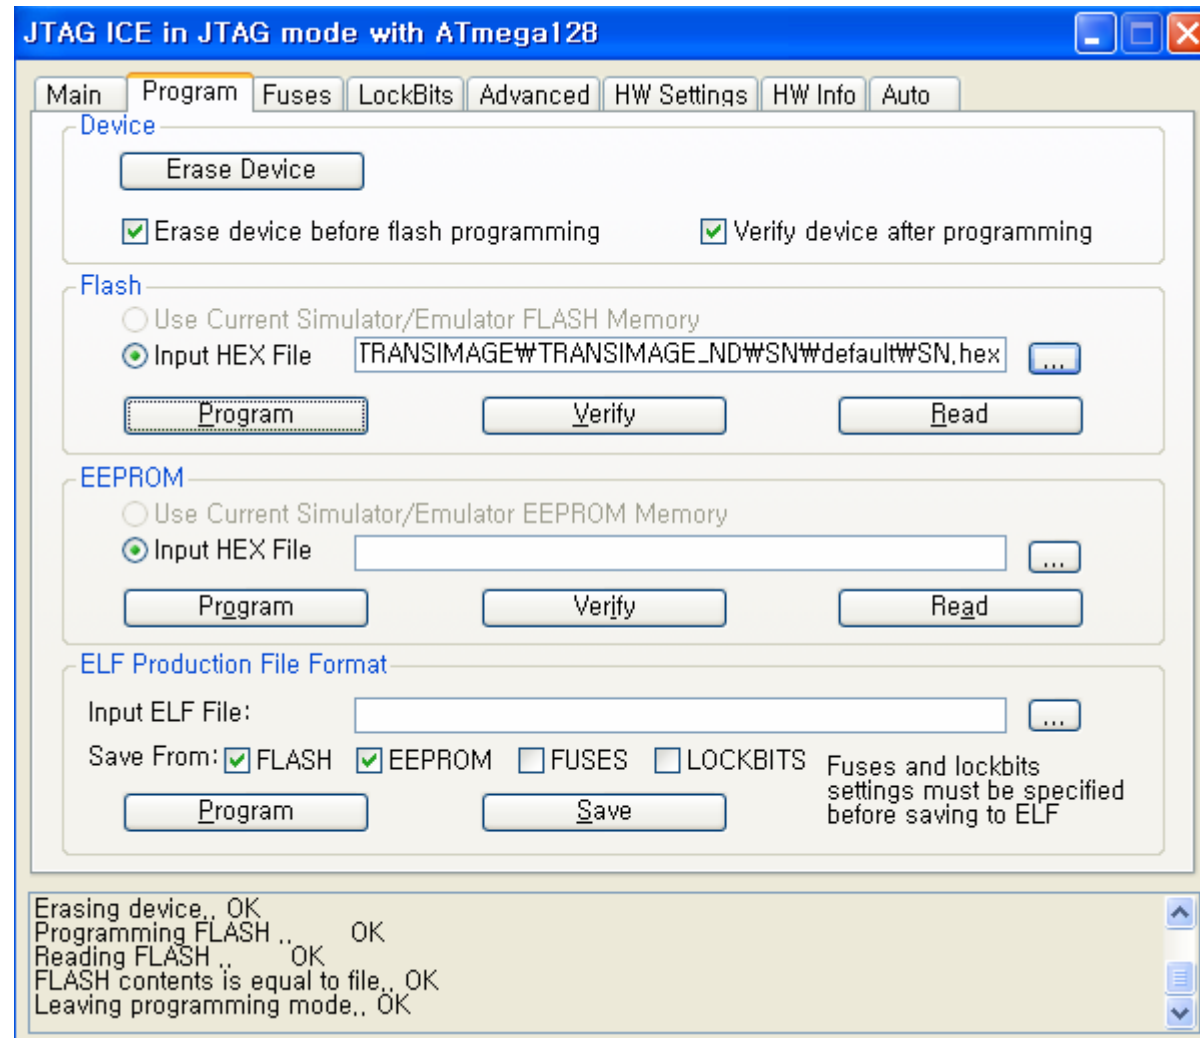 JTAG ICE in JTAG mode with ATmega128
Main Program Fuses LockBits Advanced HW Settings HW Info Auto
Device
Erase Device
Erase device before flash programming Verify device after programming
Flash
Use Current Simulator/Emulator FLASH Memory
Input HEX File TRANSIMAGE₩TRANSIMAGE_ND₩SN₩default₩SN.hex ...
Program Verify Read
EEPROM
Use Current Simulator/Emulator EEPROM Memory
Input HEX File ...
Program Verify Read
ELF Production File Format
Input ELF File: ...
Save From: FLASH EEPROM FUSES LOCKBITS Fuses and lockbits
settings must be specified
before saving to ELF
Program Save
Erasing device.. OK
Programming FLASH .. OK
Reading FLASH .. OK
FLASH contents is equal to file.. OK
Leaving programming mode.. OK